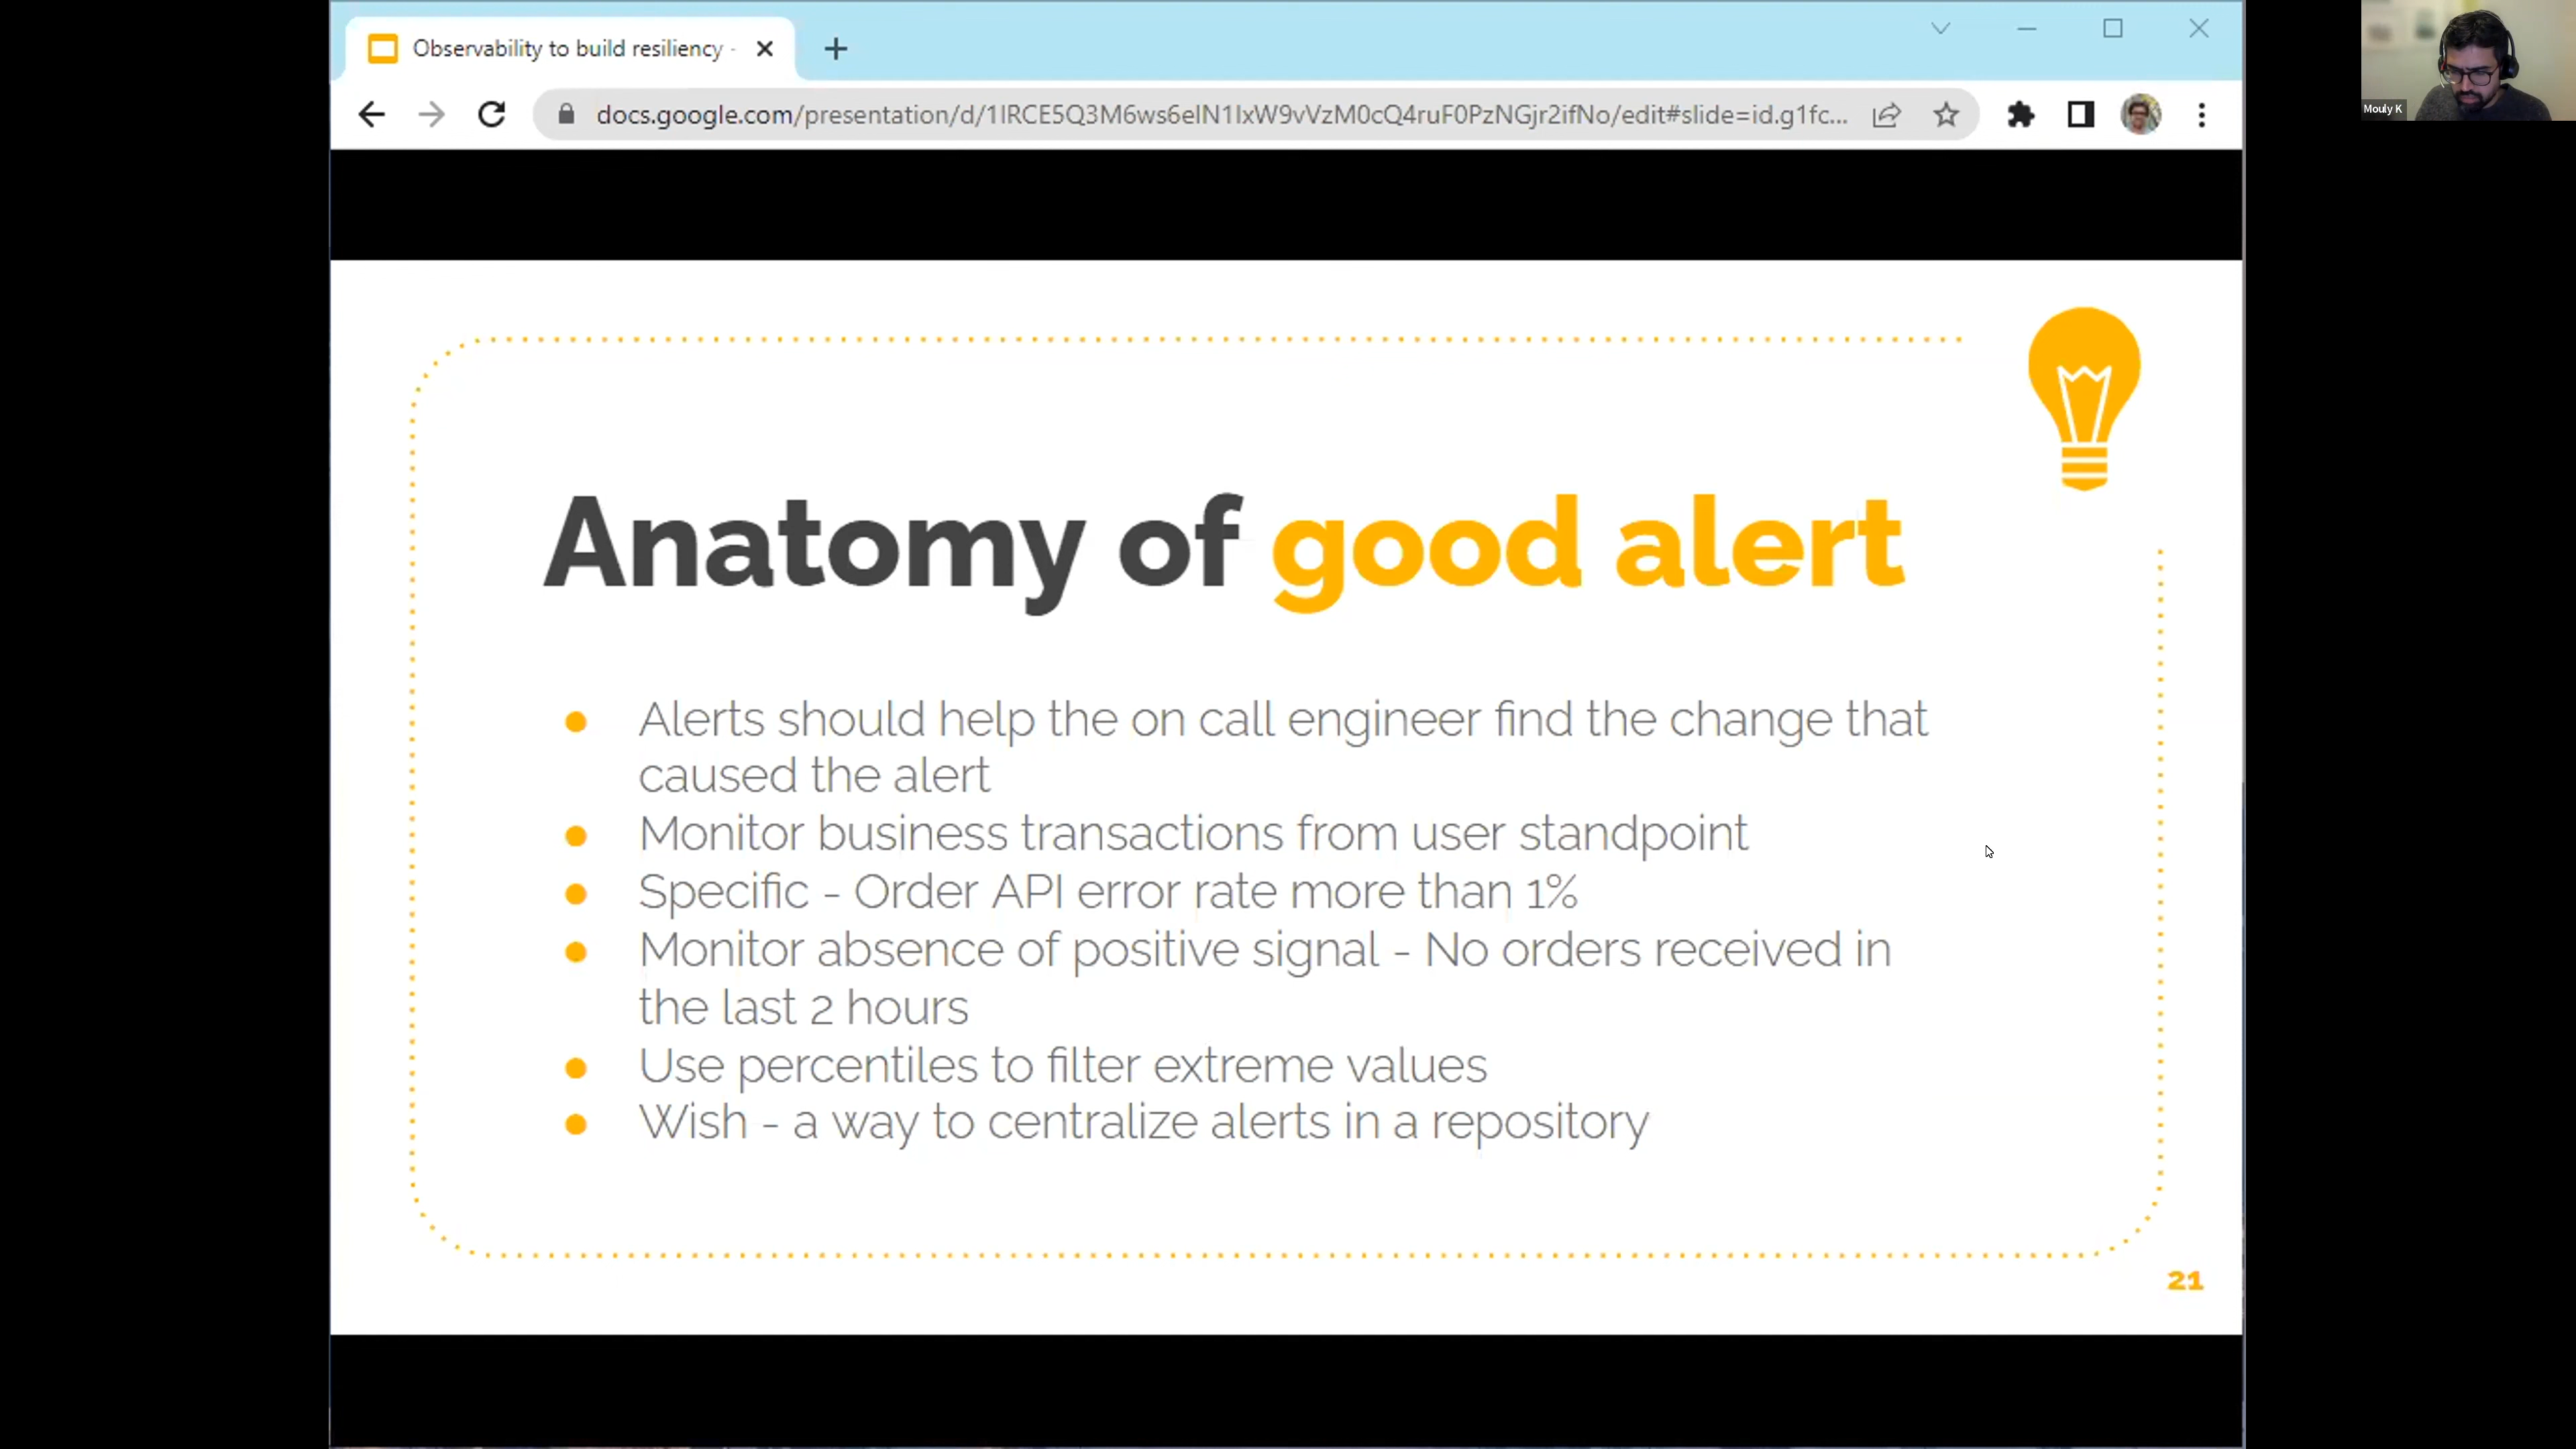 Observability to build resiliency -
docs.google.com/presentation/d/1IRCE5Q3M6ws6eIN1IxW9vVzM0cQ4ruF0PzNGjr2ifNo/edit#slide=id.g1fc...
Mouly K
Anatomy of good alert
Alerts should help the on call engineer find the change that
caused the alert
Monitor business transactions from user standpoint
Specific - Order API error rate more than 1%
Monitor absence of positive signal - No orders received in
the last 2 hours
Use percentiles to filter extreme values
Wish - a way to centralize alerts in a repository
21